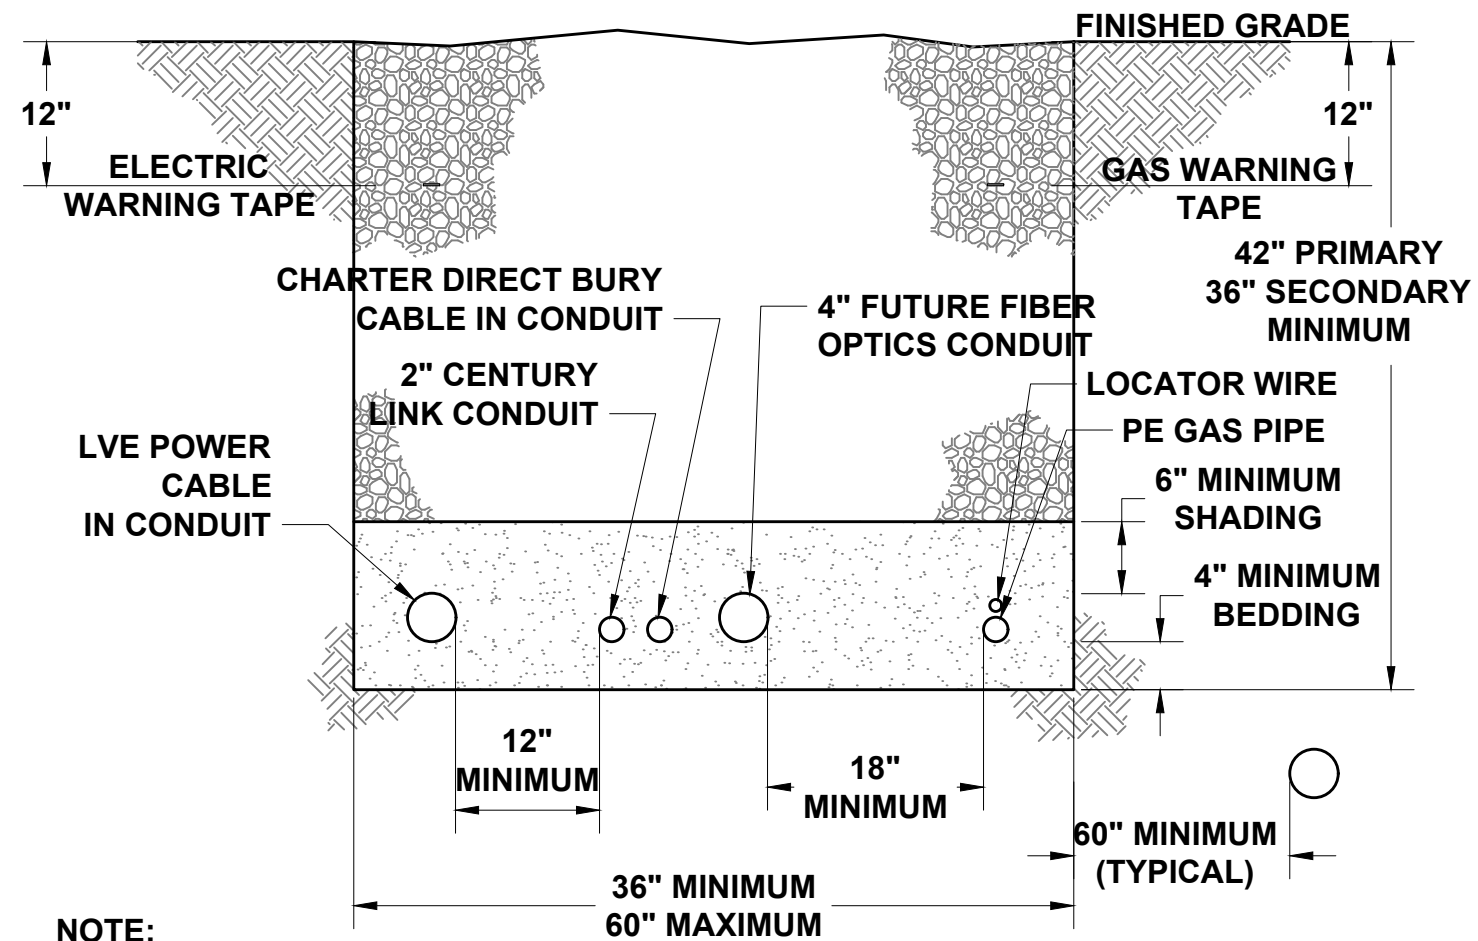 FINISHED GRADE
12"
12"
ELECTRIC
WARNING TAPE
GAS WARNING
TAPE
42" PRIMARY
36" SECONDARY
MINIMUM
CHARTER DIRECT BURY
CABLE IN CONDUIT
4" FUTURE FIBER
OPTICS CONDUIT
2" CENTURY
LINK CONDUIT
LOCATOR WIRE
PE GAS PIPE
LVE POWER
CABLE
IN CONDUIT
6" MINIMUM
SHADING
4" MINIMUM
BEDDING
12"
MINIMUM
18"
MINIMUM
60" MINIMUM
(TYPICAL)
36" MINIMUM
60" MAXIMUM
NOTE: